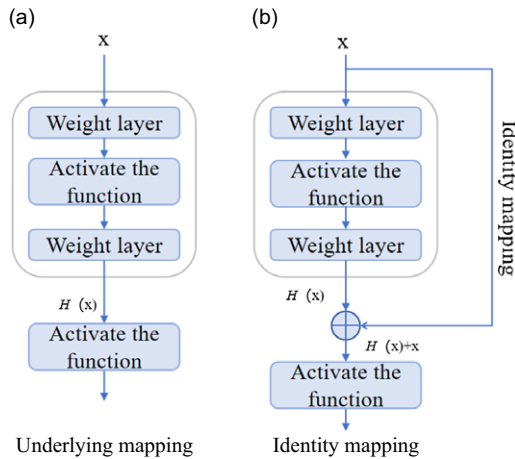 (a)
x
Weight layer
Activate the
function
Weight layer
H (x)
Activate the
function
Underlying mapping
(b)
x
Weight layer
Activate the
function
Weight layer
Identity mapping
H (x)
H (x)+x
Activate the
function
Identity mapping